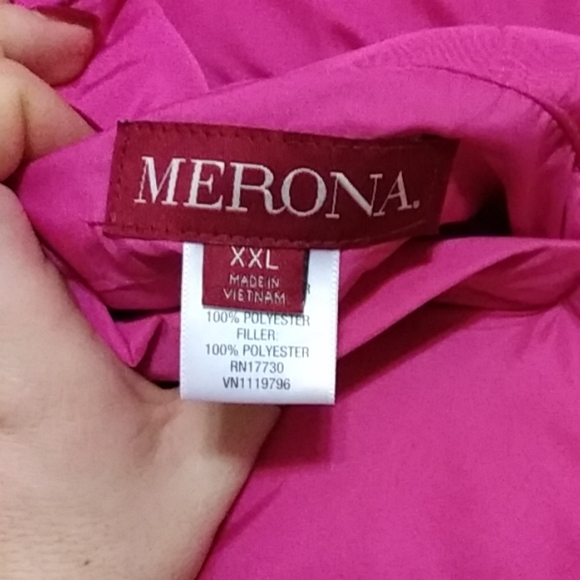 MERONA.
XXL
MADE IN
VIETNAM
100% POLYESTER
FILLER:
100% POLYESTER
RN17730
VN1119796